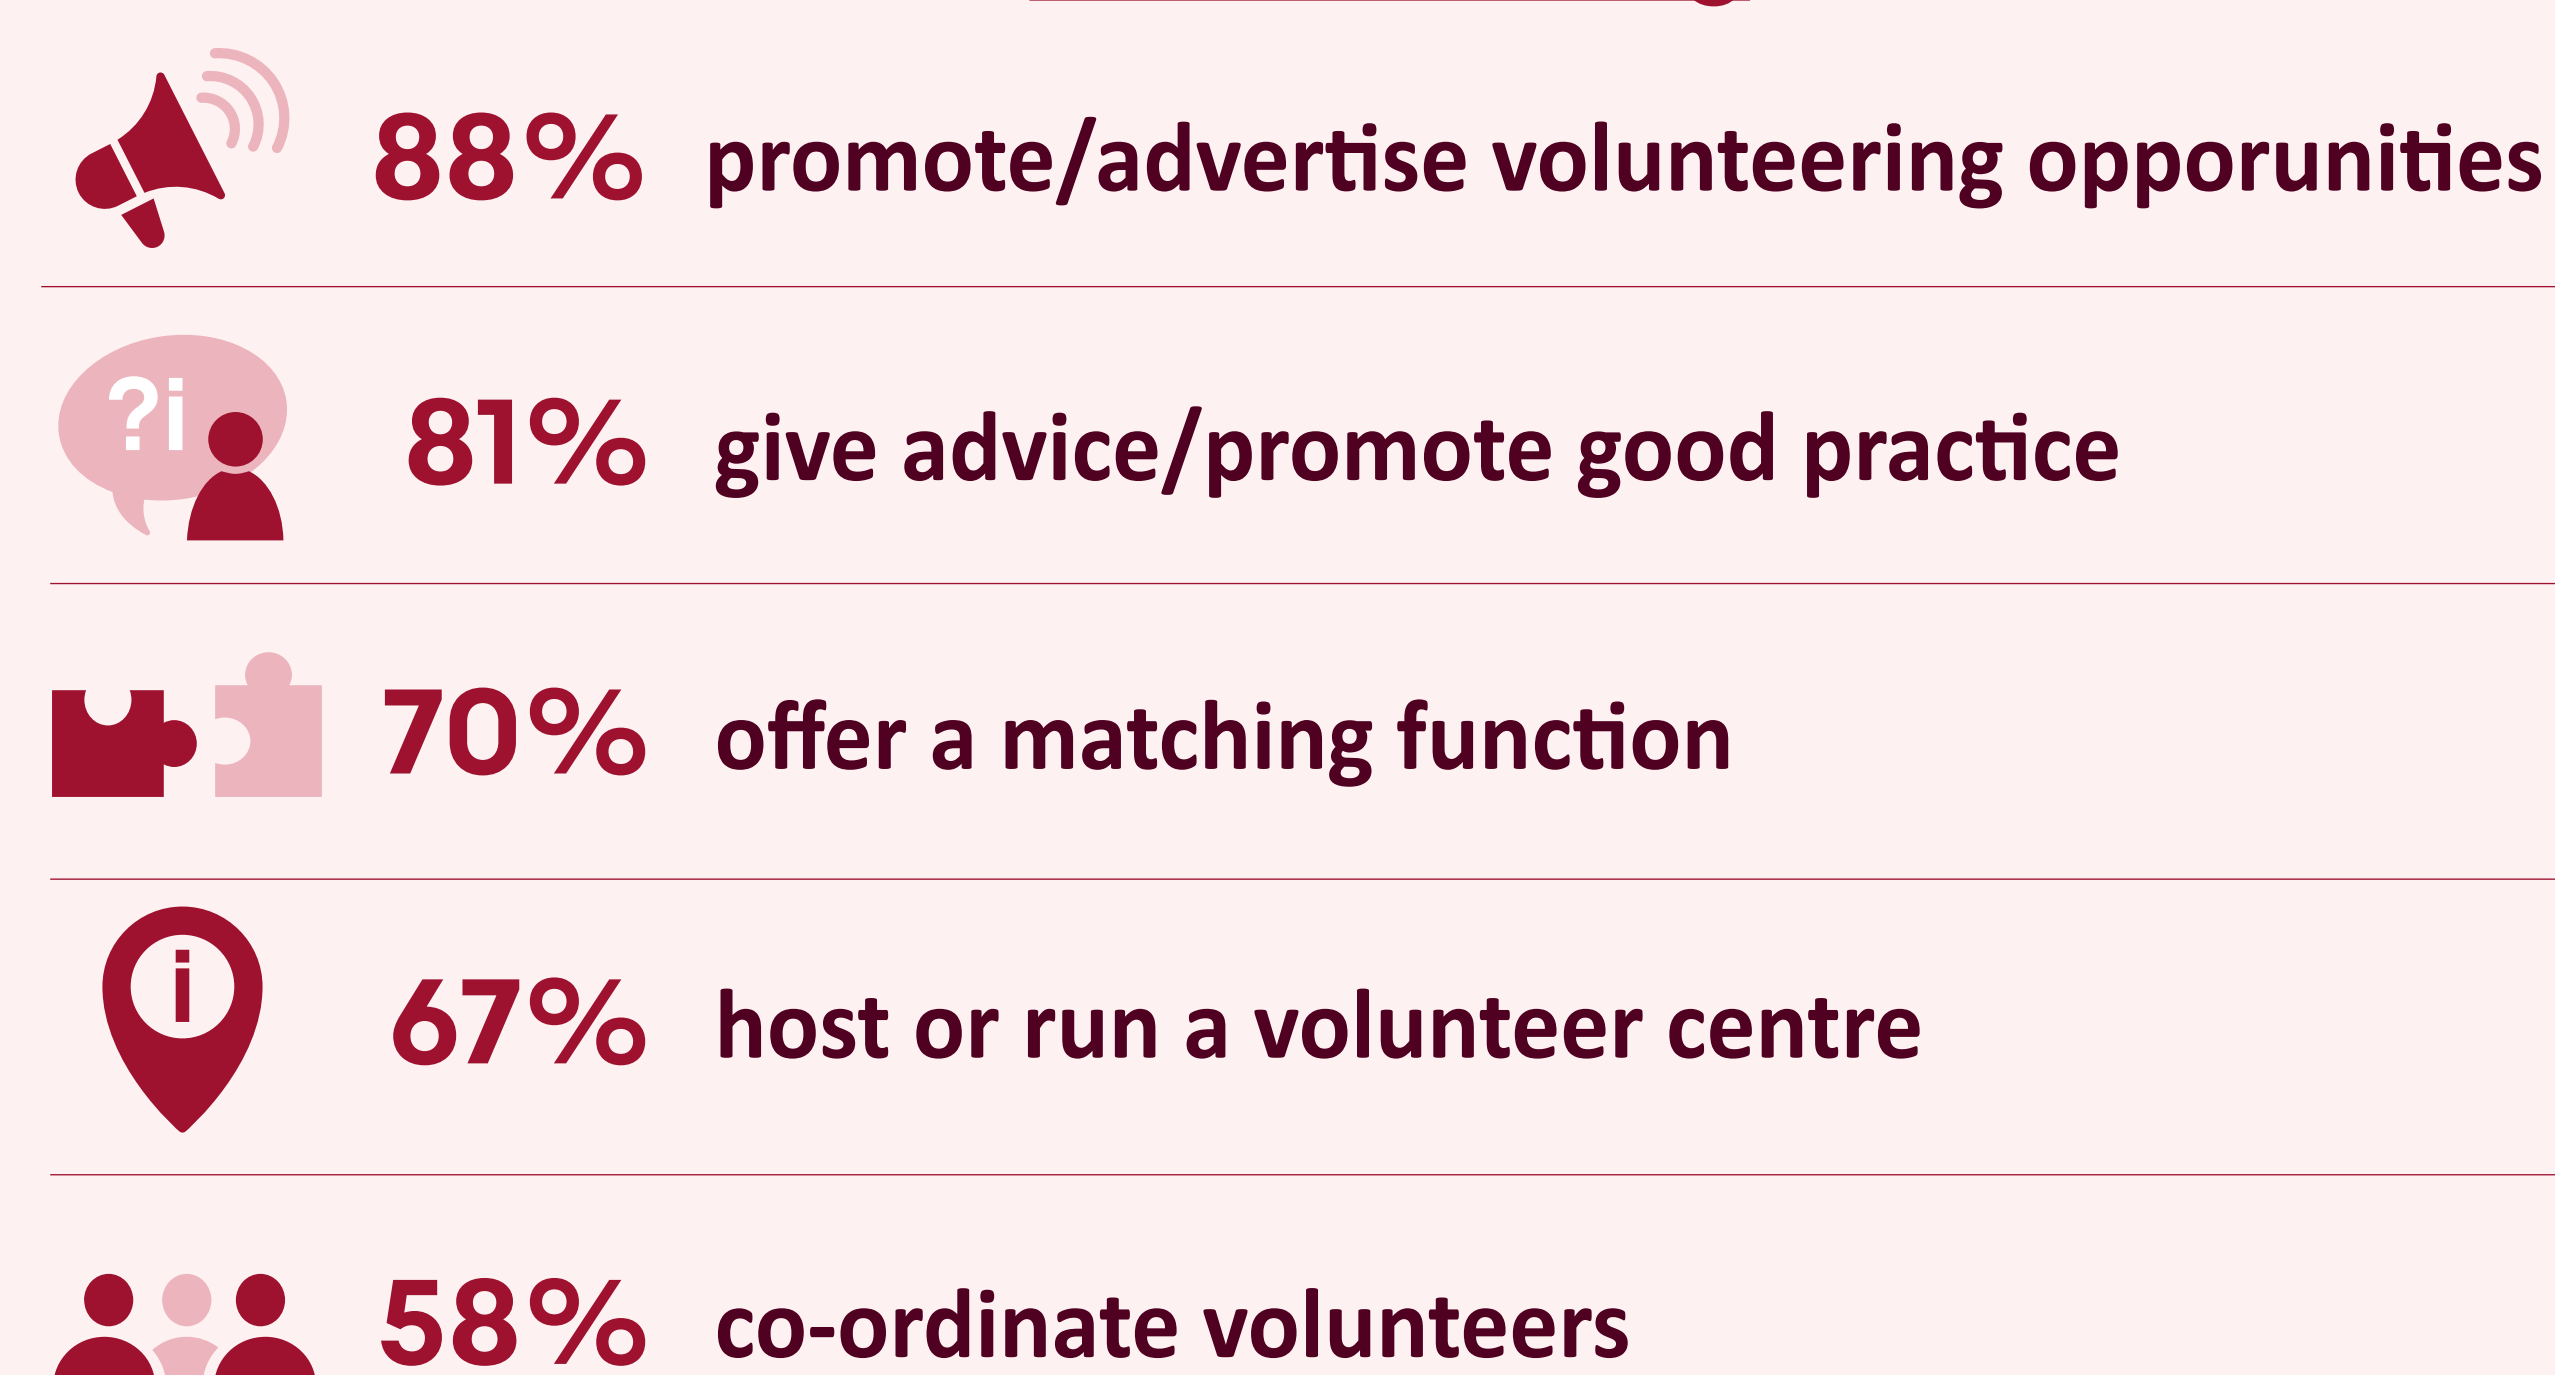 88% promote/advertise volunteering opporunities
?i
81% give advice/promote good practice
70% offer a matching function
i
67% host or run a volunteer centre
58% co-ordinate volunteers